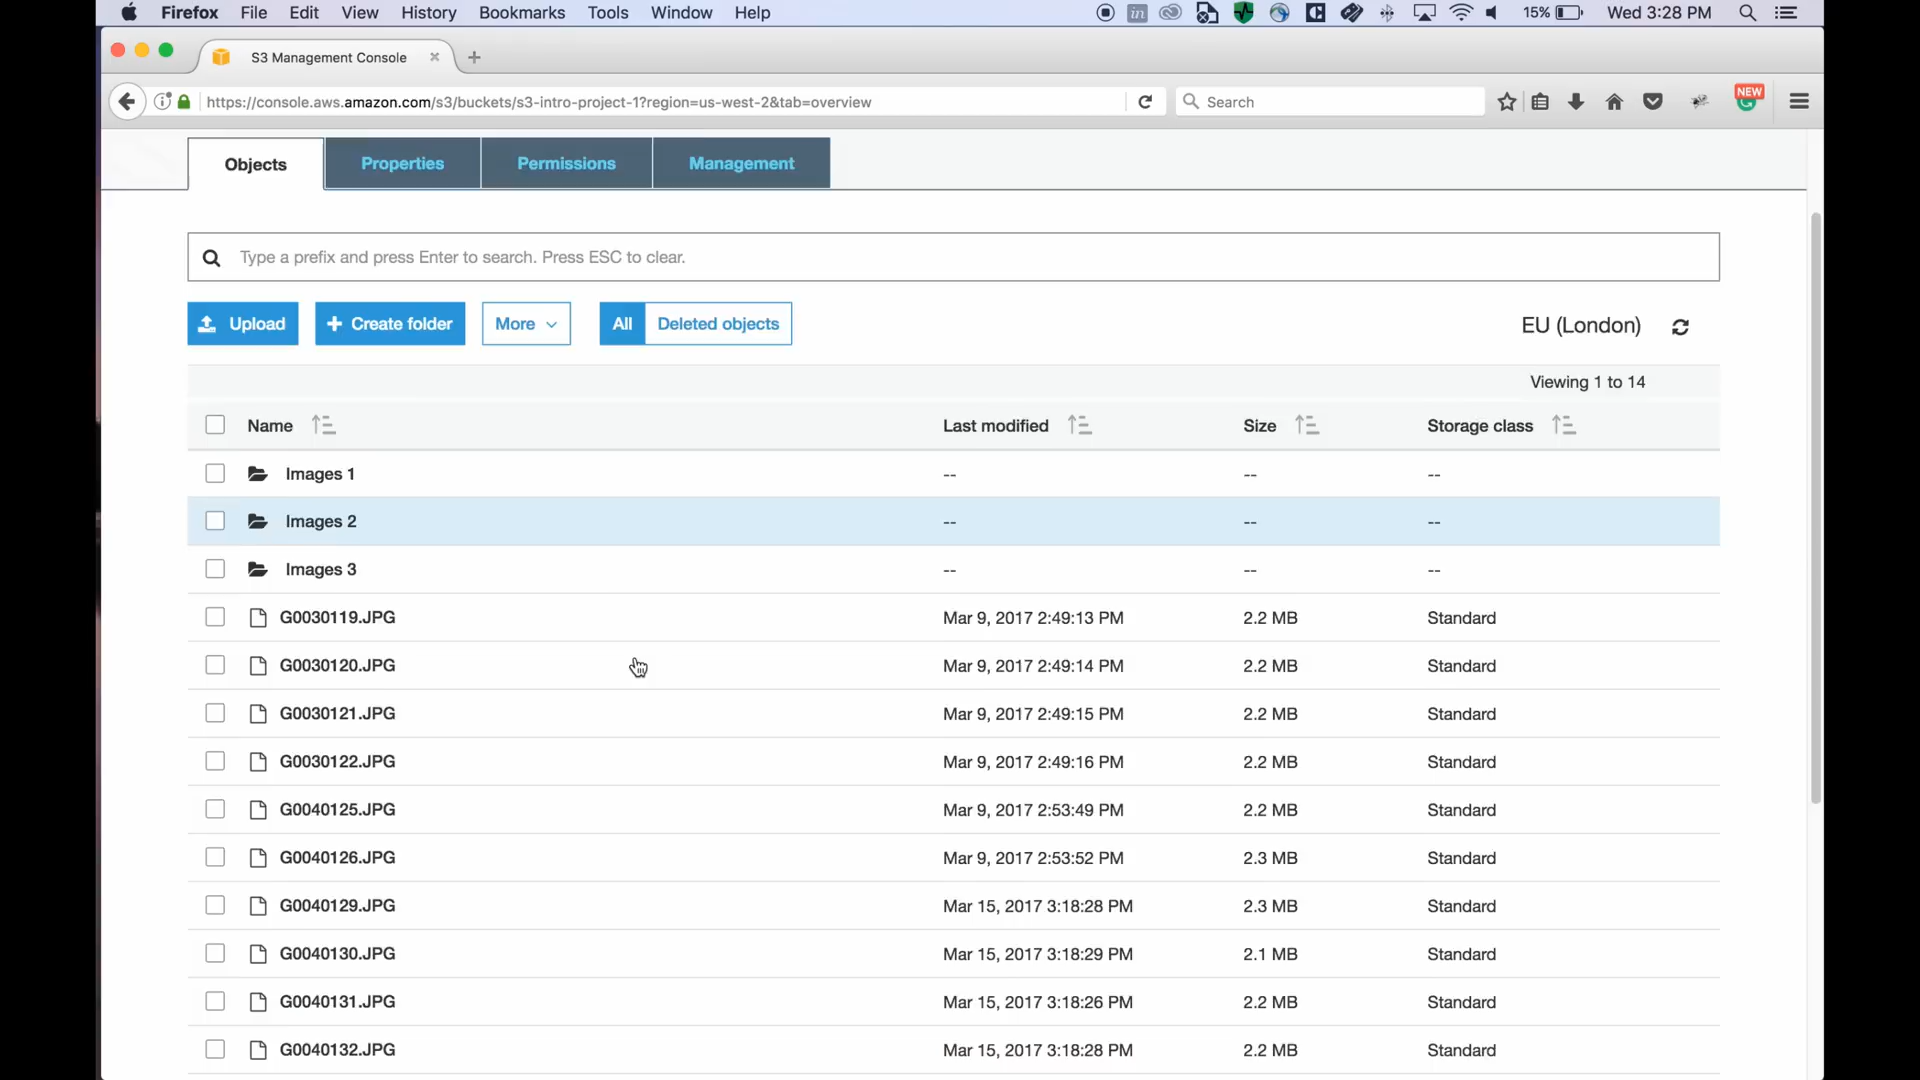 Firefox File Edit View History Bookmarks Tools Window Help 15% Wed 3:28 PM
S3 Management Console
https://console.aws.amazon.com/s3/buckets/s3-intro-project-1?region=us-west-2&tab=overview Search NEW
Objects Properties Permissions Management
Type a prefix and press Enter to search. Press ESC to clear.
Upload Create folder More All Deleted objects EU (London)
Viewing 1 to 14
Name Last modified Size Storage class
Images 1 -- -- --
Images 2 -- -- --
Images 3 -- -- --
G0030119.JPG Mar 9, 2017 2:49:13 PM 2.2 MB Standard
G0030120.JPG Mar 9, 2017 2:49:14 PM 2.2 MB Standard
G0030121.JPG Mar 9, 2017 2:49:15 PM 2.2 MB Standard
G0030122.JPG Mar 9, 2017 2:49:16 PM 2.2 MB Standard
G0040125.JPG Mar 9, 2017 2:53:49 PM 2.2 MB Standard
G0040126.JPG Mar 9, 2017 2:53:52 PM 2.3 MB Standard
G0040129.JPG Mar 15, 2017 3:18:28 PM 2.3 MB Standard
G0040130.JPG Mar 15, 2017 3:18:29 PM 2.1 MB Standard
G0040131.JPG Mar 15, 2017 3:18:26 PM 2.2 MB Standard
G0040132.JPG Mar 15, 2017 3:18:28 PM 2.2 MB Standard